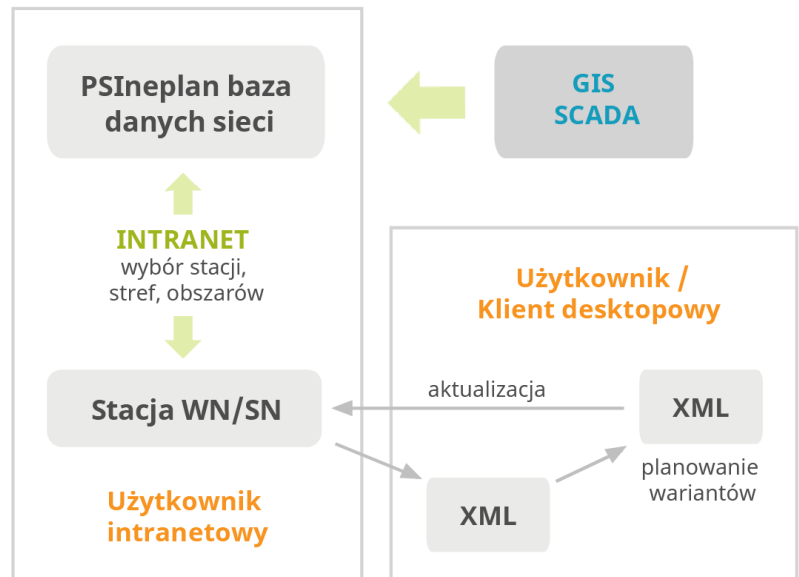 PSIneplan baza
danych sieci
GIS
SCADA
INTRANET
wybór stacji,
stref, obszarów
Stacja WN/SN
Użytkownik
intranetowy
Użytkownik /
Klient desktopowy
aktualizacja
XML
planowanie
wariantów
XML